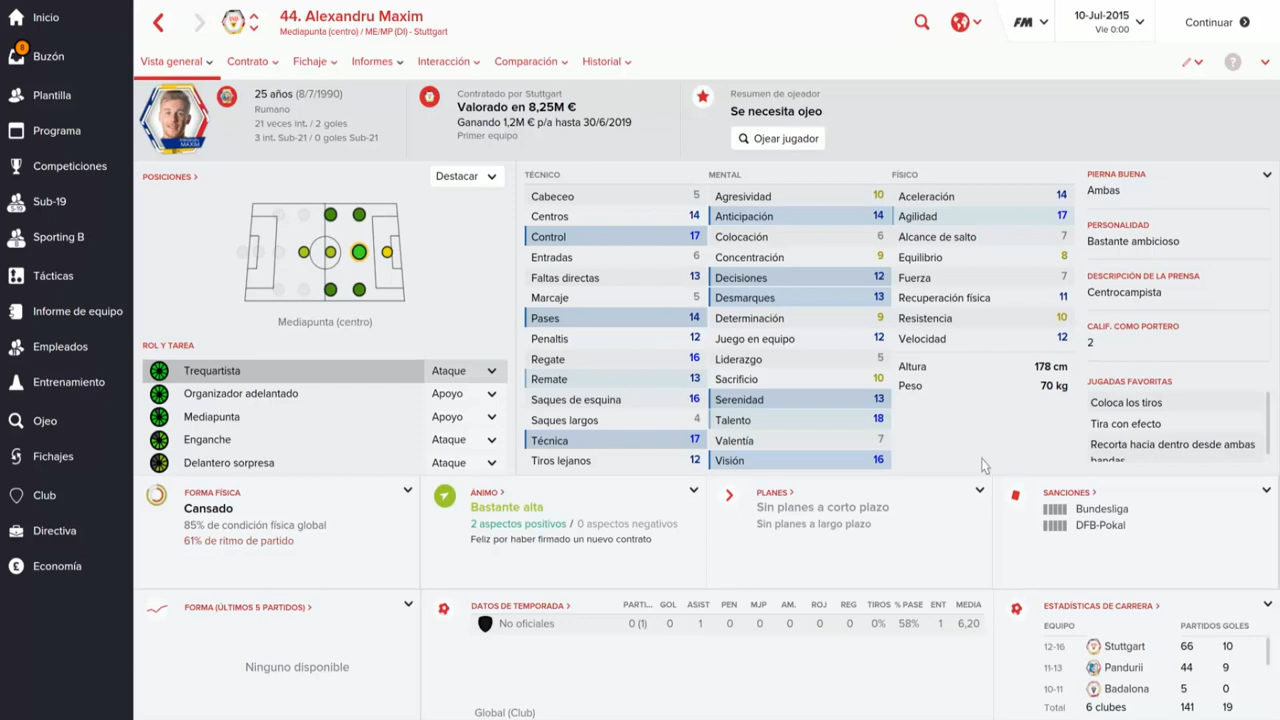 Inicio
8
Buzón
Plantilla
Programa
Competiciones
Sub-19
Sporting B
Tácticas
Informe de equipo
Empleados
Entrenamiento
Ojeo
Fichajes
Club
Directiva
Economía
44. Alexandru Maxim
Mediapunta (centro) / ME/MP (DI) - Stuttgart
FM
10-Jul-2015
Vie 0:00
Continuar
Vista general
Contrato
Fichaje
Informes
Interacción
Comparación
Historial
25 años (8/7/1990)
Rumano
21 veces int. / 2 goles
3 int. Sub-21 / 0 goles Sub-21
Contratado por Stuttgart
Valorado en 8,25M €
Ganando 1,2M € p/a hasta 30/6/2019
Primer equipo
Resumen de ojeador
Se necesita ojeo
Ojear jugador
POSICIONES
Destacar
Mediapunta (centro)
ROL Y TAREA
Trequartista Ataque
Organizador adelantado Apoyo
Mediapunta Apoyo
Enganche Ataque
Delantero sorpresa Ataque
TÉCNICO
Cabeceo 5
Centros 14
Control 17
Entradas 6
Faltas directas 13
Marcaje 5
Pases 14
Penaltis 12
Regate 16
Remate 13
Saques de esquina 16
Saques largos 4
Técnica 17
Tiros lejanos 12
MENTAL
Agresividad 10
Anticipación 14
Colocación 6
Concentración 9
Decisiones 12
Desmarques 13
Determinación 9
Juego en equipo 12
Liderazgo 5
Sacrificio 10
Serenidad 13
Talento 18
Valentía 7
Visión 16
FÍSICO
Aceleración 14
Agilidad 17
Alcance de salto 7
Equilibrio 8
Fuerza 7
Recuperación física 11
Resistencia 10
Velocidad 12
Altura 178 cm
Peso 70 kg
PIERNA BUENA
Ambas
PERSONALIDAD
Bastante ambicioso
DESCRIPCIÓN DE LA PRENSA
Centrocampista
CALIF. COMO PORTERO
2
JUGADAS FAVORITAS
Coloca los tiros
Tira con efecto
Recorta hacia dentro desde ambas
bandas
FORMA FÍSICA
Cansado
85% de condición física global
61% de ritmo de partido
ÁNIMO
Bastante alta
2 aspectos positivos / 0 aspectos negativos
Feliz por haber firmado un nuevo contrato
PLANES
Sin planes a corto plazo
Sin planes a largo plazo
SANCIONES
Bundesliga
DFB-Pokal
FORMA (ÚLTIMOS 5 PARTIDOS)
Ninguno disponible
DATOS DE TEMPORADA PARTI... GOL ASIST PEN MJP AM. ROJ REG TIROS % PASE ENT MEDIA
No oficiales 0 (1) 0 1 0 0 0 0 0 0% 58% 1 6,20
Global (Club)
ESTADÍSTICAS DE CARRERA
EQUIPO PARTIDOS GOLES
12-16 Stuttgart 66 10
11-13 Pandurii 44 9
10-11 Badalona 5 0
Total 6 clubes 141 19